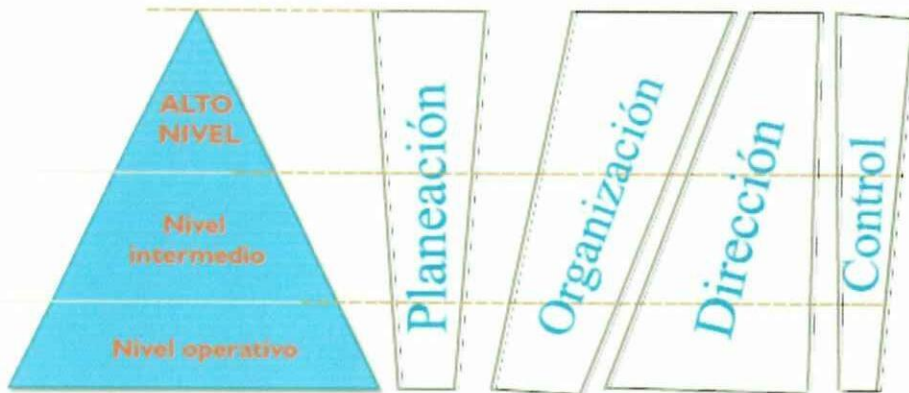 ALTO
NIVEL
Nivel
intermedio
Nivel operativo
Planeación
Organización
Dirección
Control